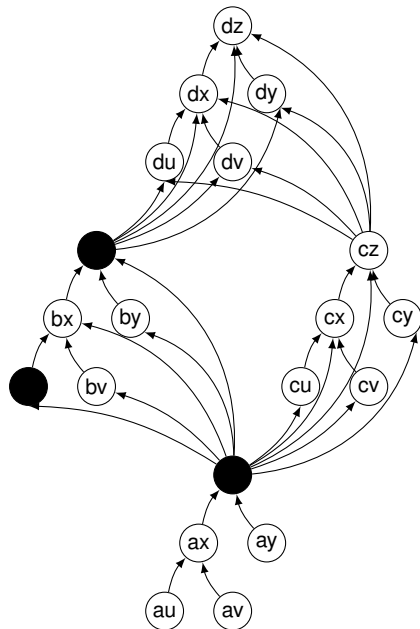 dz
dx dy
du dv
cz
bx by cx cy
bv cu cv
ax ay
au av